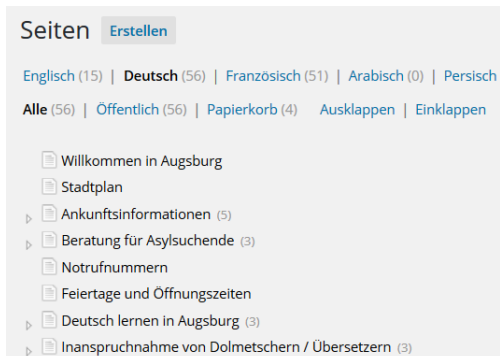 Seiten Erstellen
Englisch (15) | Deutsch (56) | Französisch (51) | Arabisch (0) | Persisch
Alle (56) | Öffentlich (56) | Papierkorb (4) Ausklappen | Einklappen
Willkommen in Augsburg
Stadtplan
Ankunftsinformationen (5)
Beratung für Asylsuchende (3)
Notrufnummern
Feiertage und Öffnungszeiten
Deutsch lernen in Augsburg (3)
Inanspruchnahme von Dolmetschern / Übersetzern (3)